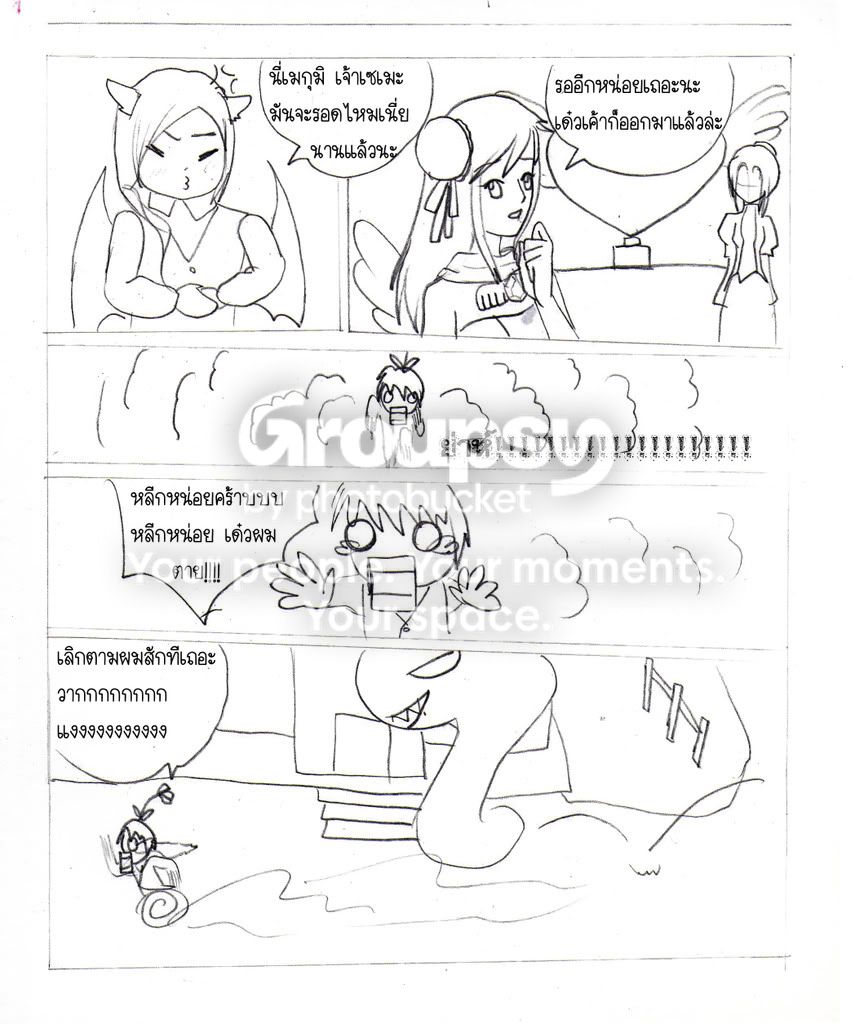 นี่เมกุมิ เจ้าเซเมะ
มันจะรอดไหมเนี่ย
นานแล้วนะ
รออีกหน่อยเถอะนะ
เด๋วเค้าก็ออกมาแล้วล่ะ
Groupsy
by photobucket
หลีกหน่อยคร้าบบบ
หลีกหน่อย เด๋วผม
ตาย!!!!
Your people. Your moments.
Your space.
เลิกตามผมสักทีเถอะ
วากกกกกกกก
แงงงงงงงงงงง